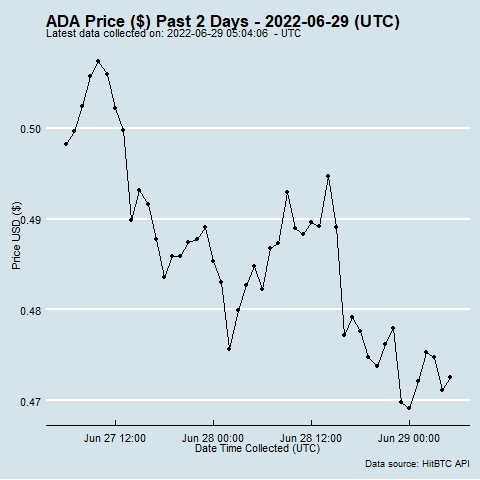 ADA Price ($) Past 2 Days - 2022-06-29 (UTC)
Latest data collected on: 2022-06-29 05:04:06 - UTC
0.50
0.49
0.48
0.47
Price USD ($)
Jun 27 12:00
Jun 28 00:00
Jun 28 12:00
Jun 29 00:00
Date Time Collected (UTC)
Data source: HitBTC API